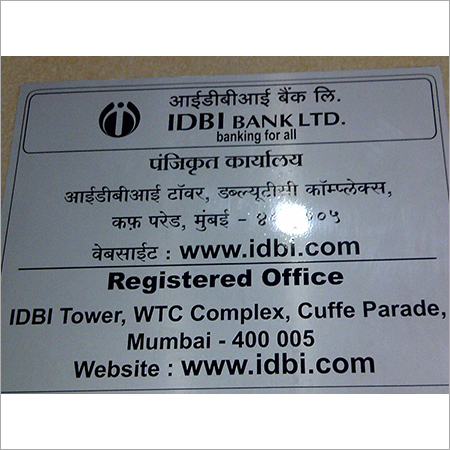 आईडीबीआई बैंक लि.
IDBI BANK LTD.
banking for all
पंजिकृत कार्यालय
आईडीबीआई टॉवर, डब्ल्यूटीसी कॉम्प्लेक्स,
कफ़ परेड, मुंबई -
वेबसाईट : www.idbi.com
Registered Office
IDBI Tower, WTC Complex, Cuffe Parade,
Mumbai - 400 005
Website : www.idbi.com